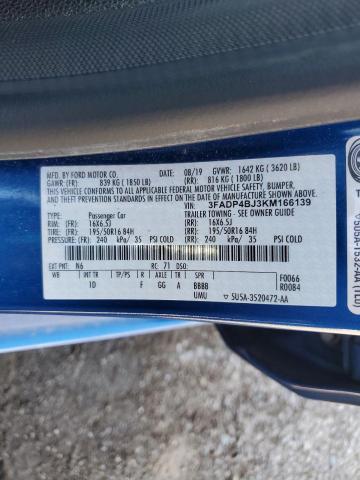 MFD. BY FORD MOTOR CO. DATE: 08/19 GVWR: 1642 KG ( 3620 LB)
GAWR: (FR): 839 KG ( 1850 LB) (RR): 816 KG ( 1800 LB)
THIS VEHICLE CONFORMS TO ALL APPLICABLE FEDERAL MOTOR VEHICLE SAFETY, BUMPER,
AND THEFT PREVENTION STANDARDS IN EFFECT ON THE DATE OF MANUFACTURE SHOWN ABOVE.
VIN: 3FADP4BJ3KM166139
TYPE: Passenger Car TRAILER TOWING - SEE OWNER GUIDE
RIM: (FR): 16X6.5J (RR): 16X6.5J
TIRE: (FR): 195/50R16 84H (RR): 195/50R16 84H
PRESSURE: (FR): 240 kPa/ 35 PSI COLD (RR): 240 kPa/ 35 PSI COLD
EXT PNT: N6 RC: 71 DSO:
WB INT TR TP/PS R AXLE TR SPR F0066
1D F GG A BBBB R0084
UMU SU5A-3520472-AA